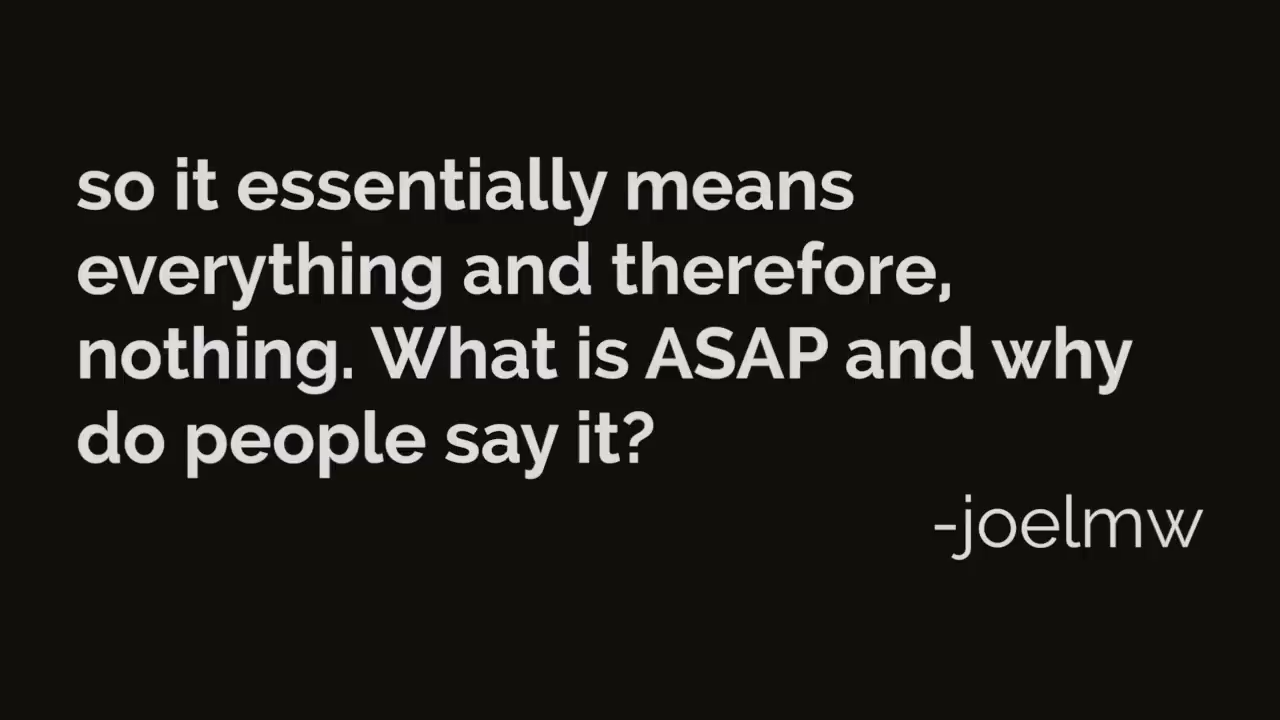 so it essentially means
everything and therefore,
nothing. What is ASAP and why
do people say it?
-joelmw